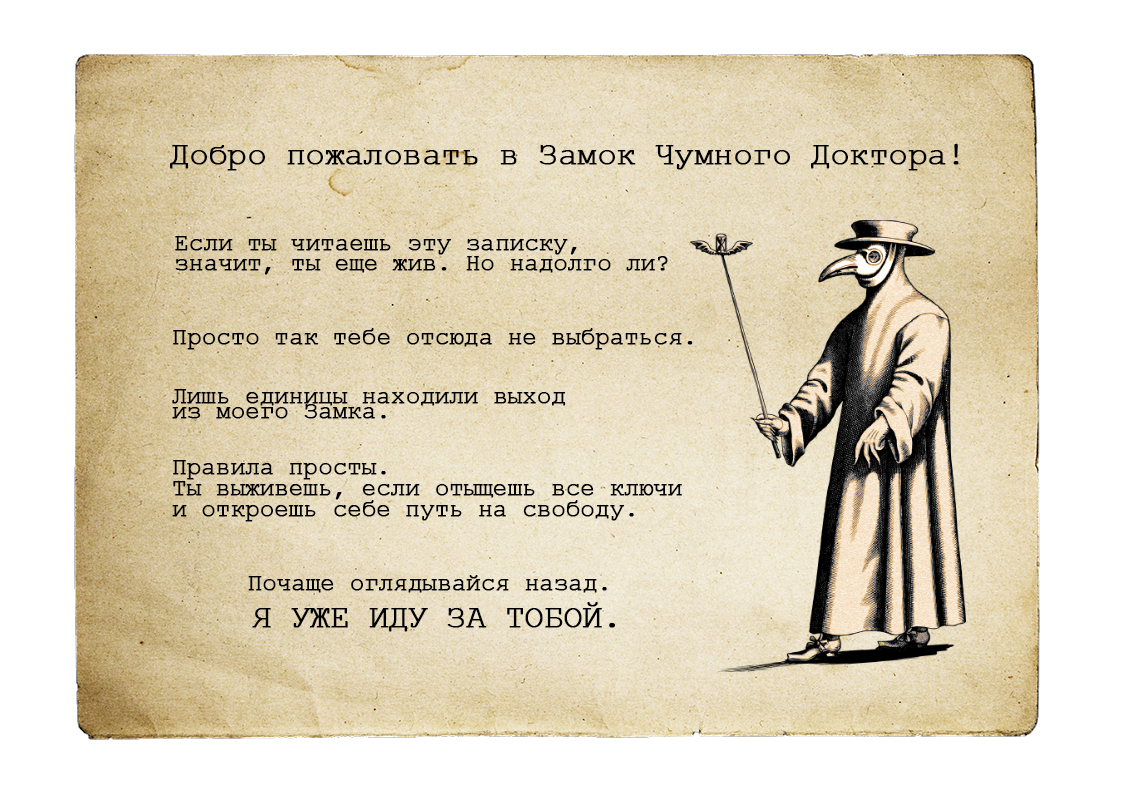 Добро пожаловать в Замок Чумного Доктора!
Если ты читаешь эту записку,
значит, ты еще жив. Но надолго ли?
Просто так тебе отсюда не выбраться.
Лишь единицы находили выход
из моего Замка.
Правила просты.
Ты выживешь, если отыщешь все ключи
и откроешь себе путь на свободу.
Почаще оглядывайся назад.
Я УЖЕ ИДУ ЗА ТОБОЙ.